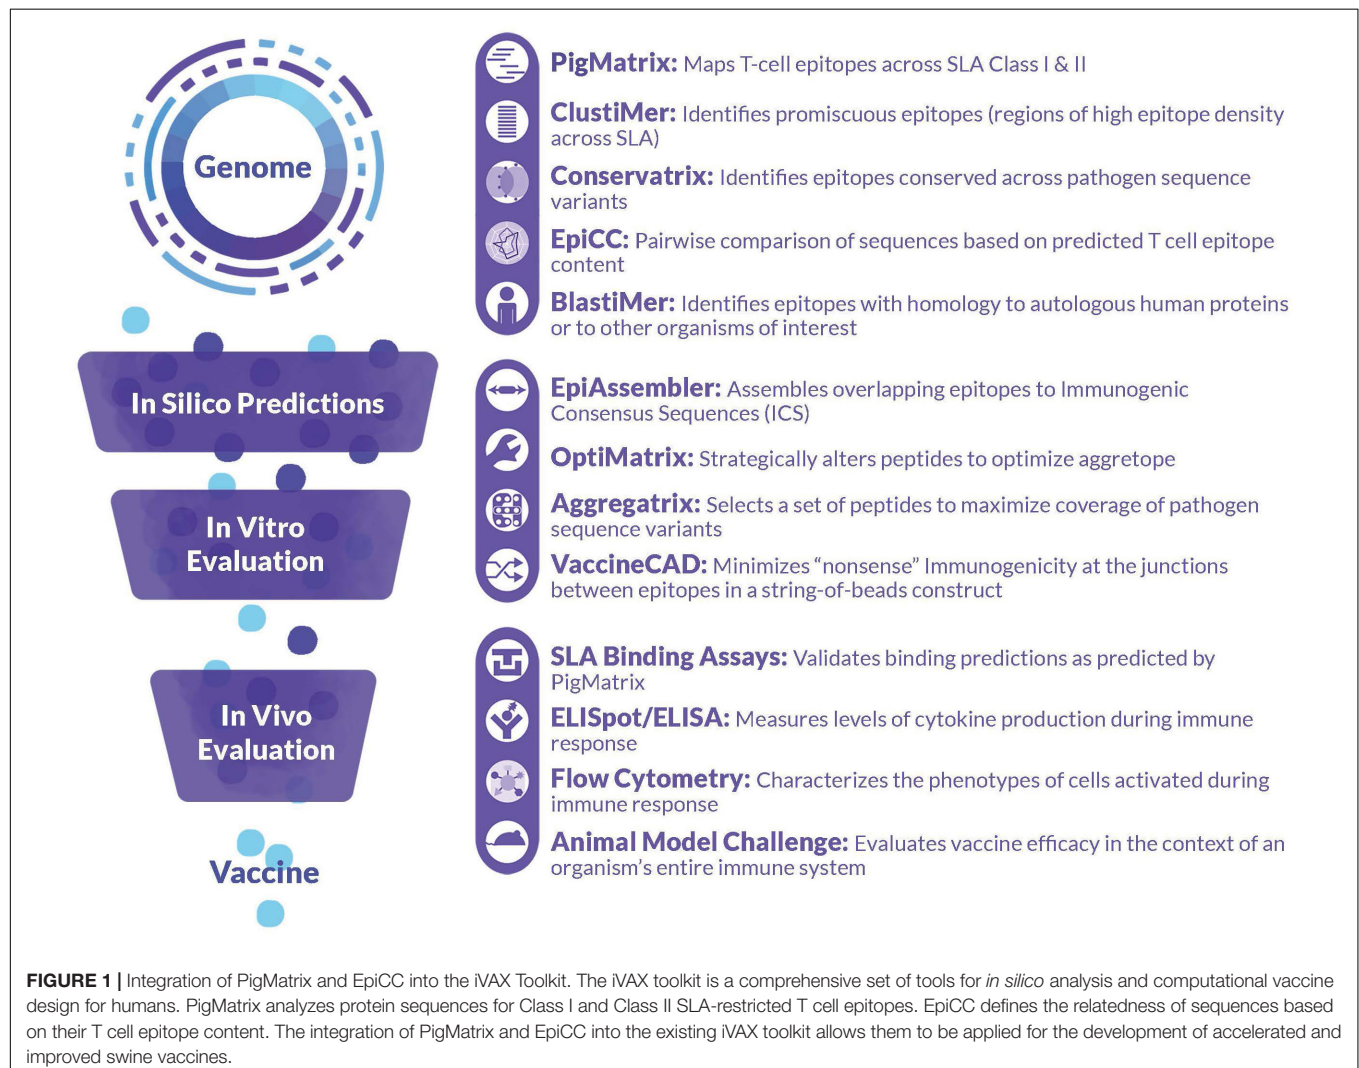 Genome
In Silico Predictions
In Vitro
Evaluation
In Vivo
Evaluation
Vaccine
PigMatrix: Maps T-cell epitopes across SLA Class I & II
ClustiMer: Identifies promiscuous epitopes (regions of high epitope density
across SLA)
Conservatrix: Identifies epitopes conserved across pathogen sequence
variants
EpiCC: Pairwise comparison of sequences based on predicted T cell epitope
content
BlastiMer: Identifies epitopes with homology to autologous human proteins
or to other organisms of interest
EpiAssembler: Assembles overlapping epitopes to Immunogenic
Consensus Sequences (ICS)
OptiMatrix: Strategically alters peptides to optimize aggretope
Aggregatrix: Selects a set of peptides to maximize coverage of pathogen
sequence variants
VaccineCAD: Minimizes “nonsense” Immunogenicity at the junctions
between epitopes in a string-of-beads construct
SLA Binding Assays: Validates binding predictions as predicted by
PigMatrix
ELISpot/ELISA: Measures levels of cytokine production during immune
response
Flow Cytometry: Characterizes the phenotypes of cells activated during
immune response
Animal Model Challenge: Evaluates vaccine efficacy in the context of an
organism’s entire immune system
FIGURE 1 | Integration of PigMatrix and EpiCC into the iVAX Toolkit. The iVAX toolkit is a comprehensive set of tools for in silico analysis and computational vaccine
design for humans. PigMatrix analyzes protein sequences for Class I and Class II SLA-restricted T cell epitopes. EpiCC defines the relatedness of sequences based
on their T cell epitope content. The integration of PigMatrix and EpiCC into the existing iVAX toolkit allows them to be applied for the development of accelerated and
improved swine vaccines.